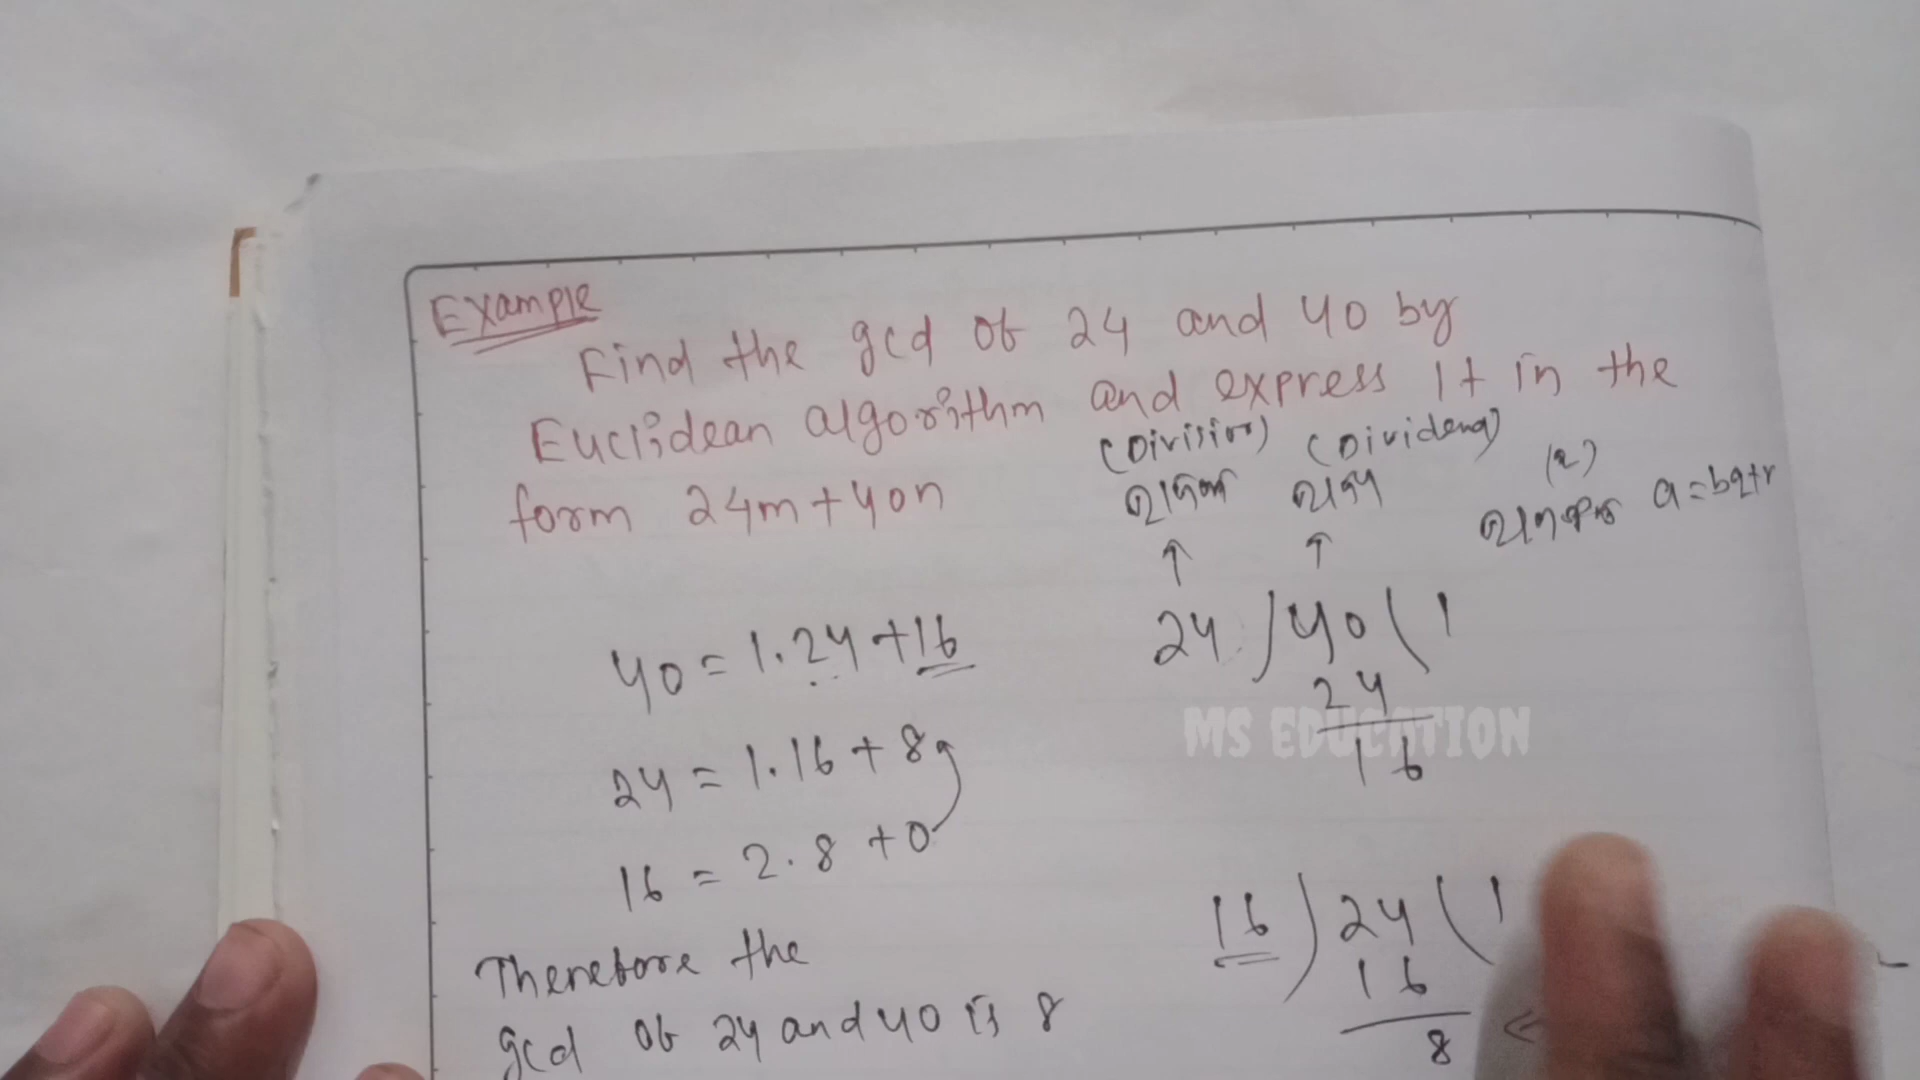 Example
Find the gcd of 24 and 40 by
Euclidean algorithm and express it in the
form 24m+40n
(Divisior) (Dividend)
(r)
a=bq+r
↑ ↑
40 = 1.24 +16
24 ) 40 ( 1
24
16
24 = 1.16 + 8
16 = 2.8 +0
16 ) 24 ( 1
16
8
Therefore the
gcd of 24 and 40 is 8
MS EDUCATION